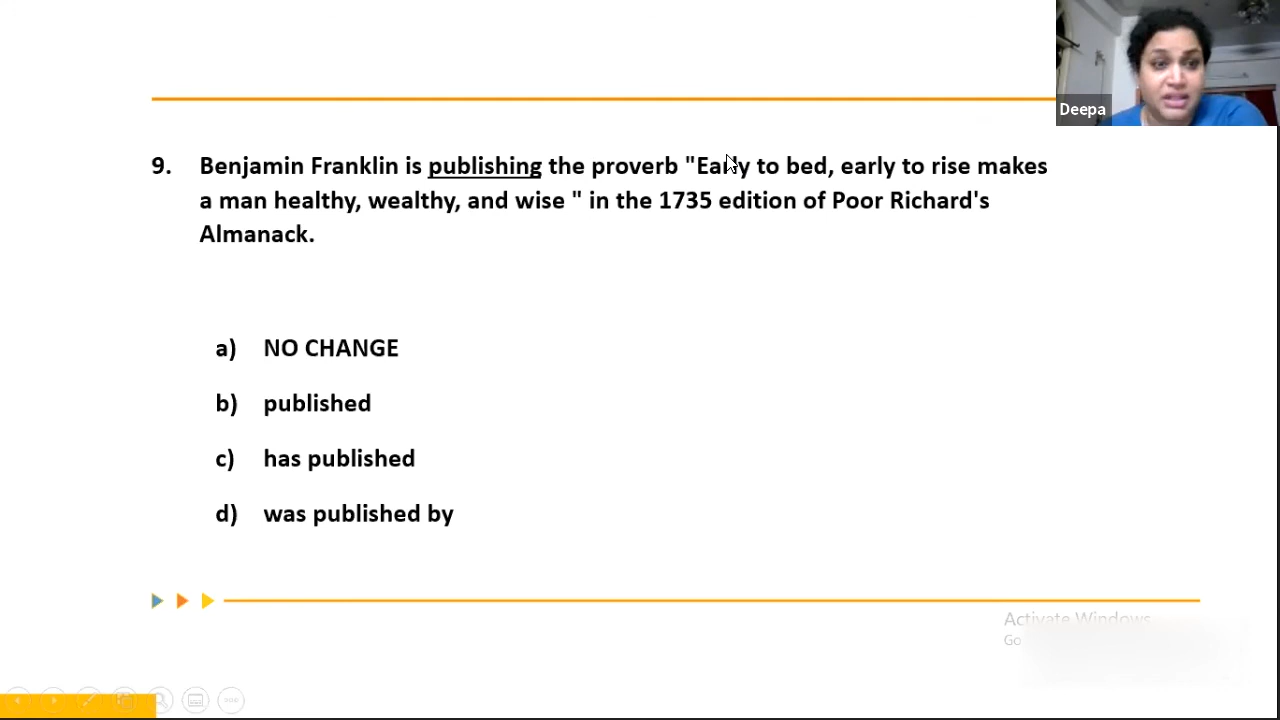 Deepa
9. Benjamin Franklin is publishing the proverb "Early to bed, early to rise makes
a man healthy, wealthy, and wise " in the 1735 edition of Poor Richard's
Almanack.
a) NO CHANGE
b) published
c) has published
d) was published by
Activate Windows
Go